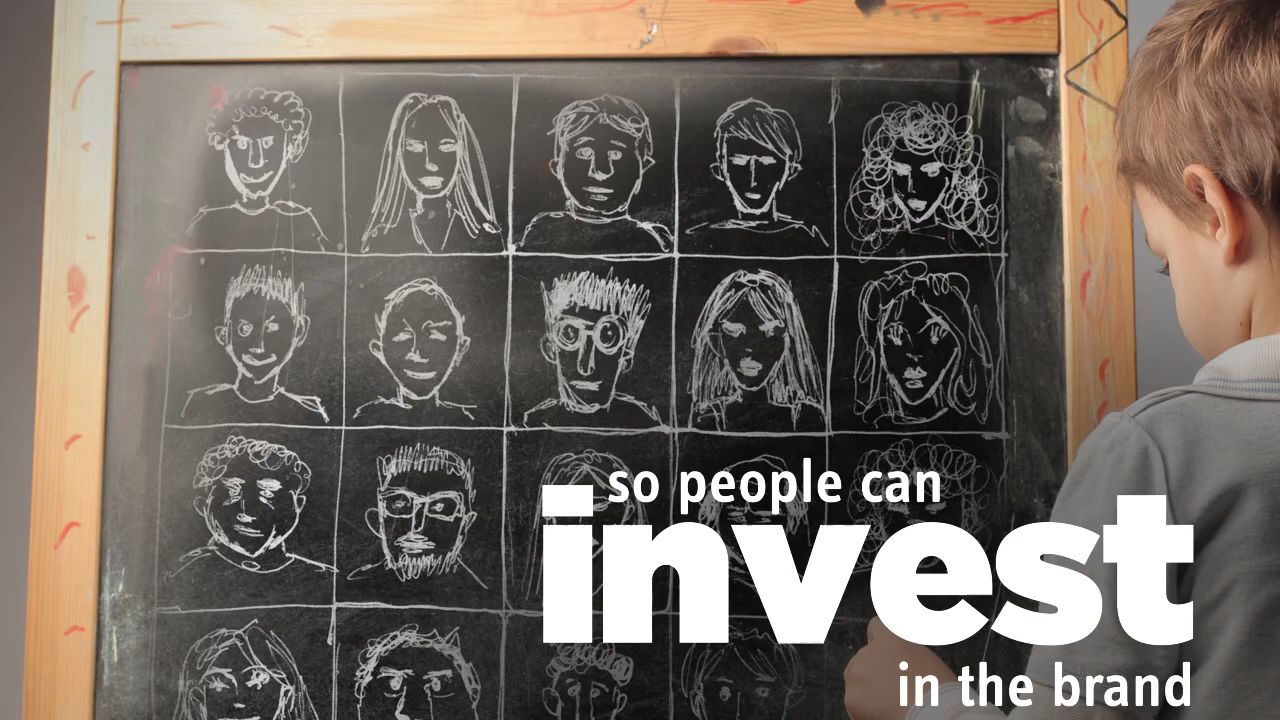 so people can
invest
in the brand